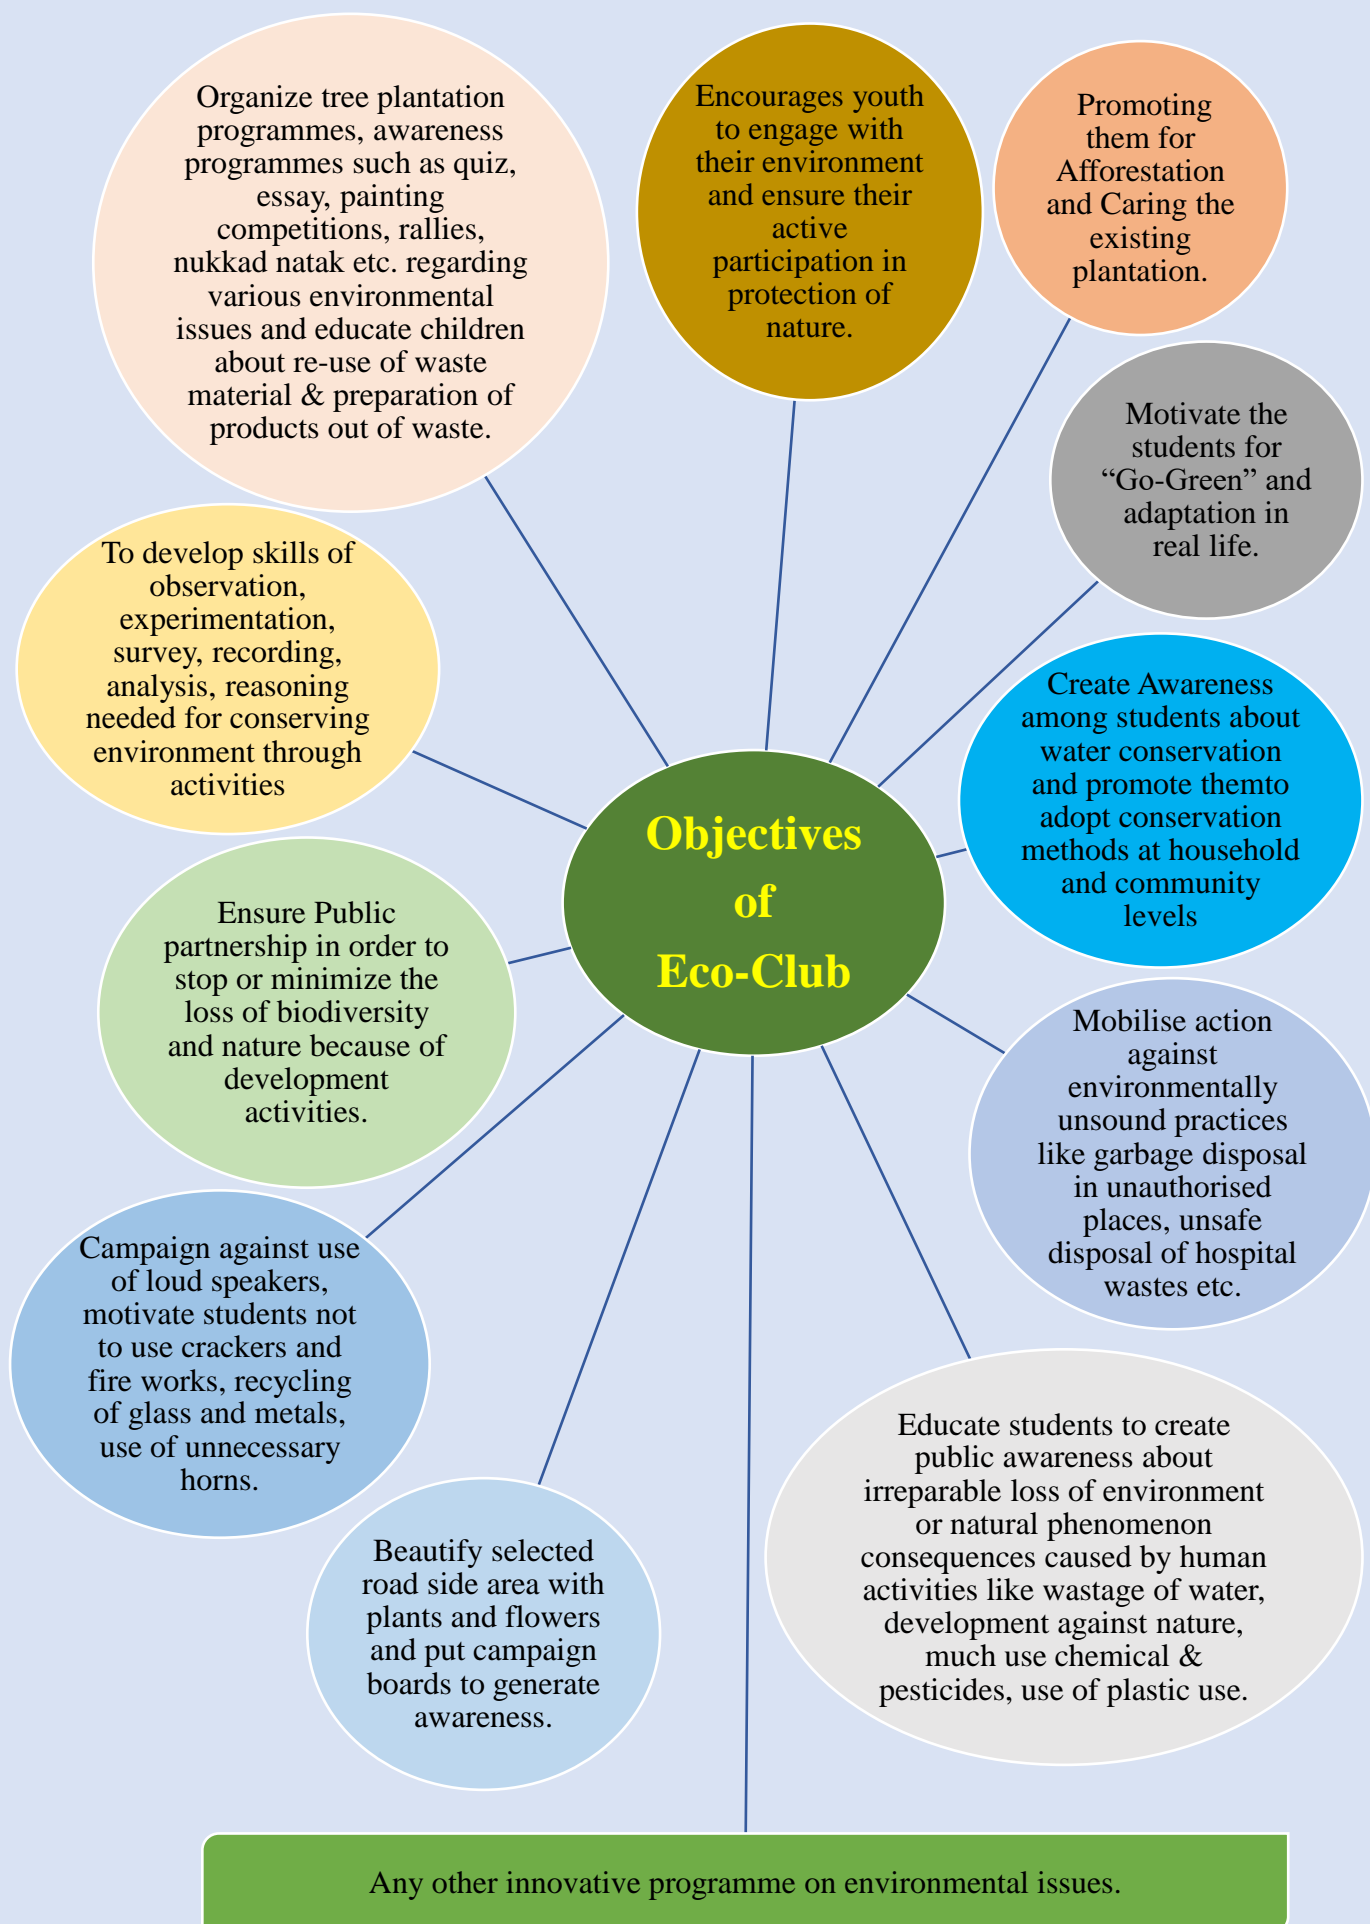 Organize tree plantation
programmes, awareness
programmes such as quiz,
essay, painting
competitions, rallies,
nukkad natak etc. regarding
various environmental
issues and educate children
about re-use of waste
material & preparation of
products out of waste.
Encourages youth
to engage with
their environment
and ensure their
active
participation in
protection of
nature.
Promoting
them for
Afforestation
and Caring the
existing
plantation.
Motivate the
students for
“Go-Green” and
adaptation in
real life.
To develop skills of
observation,
experimentation,
survey, recording,
analysis, reasoning
needed for conserving
environment through
activities
Create Awareness
among students about
water conservation
and promote themto
adopt conservation
methods at household
and community
levels
Objectives
of
Eco-Club
Ensure Public
partnership in order to
stop or minimize the
loss of biodiversity
and nature because of
development
activities.
Mobilise action
against
environmentally
unsound practices
like garbage disposal
in unauthorised
places, unsafe
disposal of hospital
wastes etc.
Campaign against use
of loud speakers,
motivate students not
to use crackers and
fire works, recycling
of glass and metals,
use of unnecessary
horns.
Educate students to create
public awareness about
irreparable loss of environment
or natural phenomenon
consequences caused by human
activities like wastage of water,
development against nature,
much use chemical &
pesticides, use of plastic use.
Beautify selected
road side area with
plants and flowers
and put campaign
boards to generate
awareness.
Any other innovative programme on environmental issues.